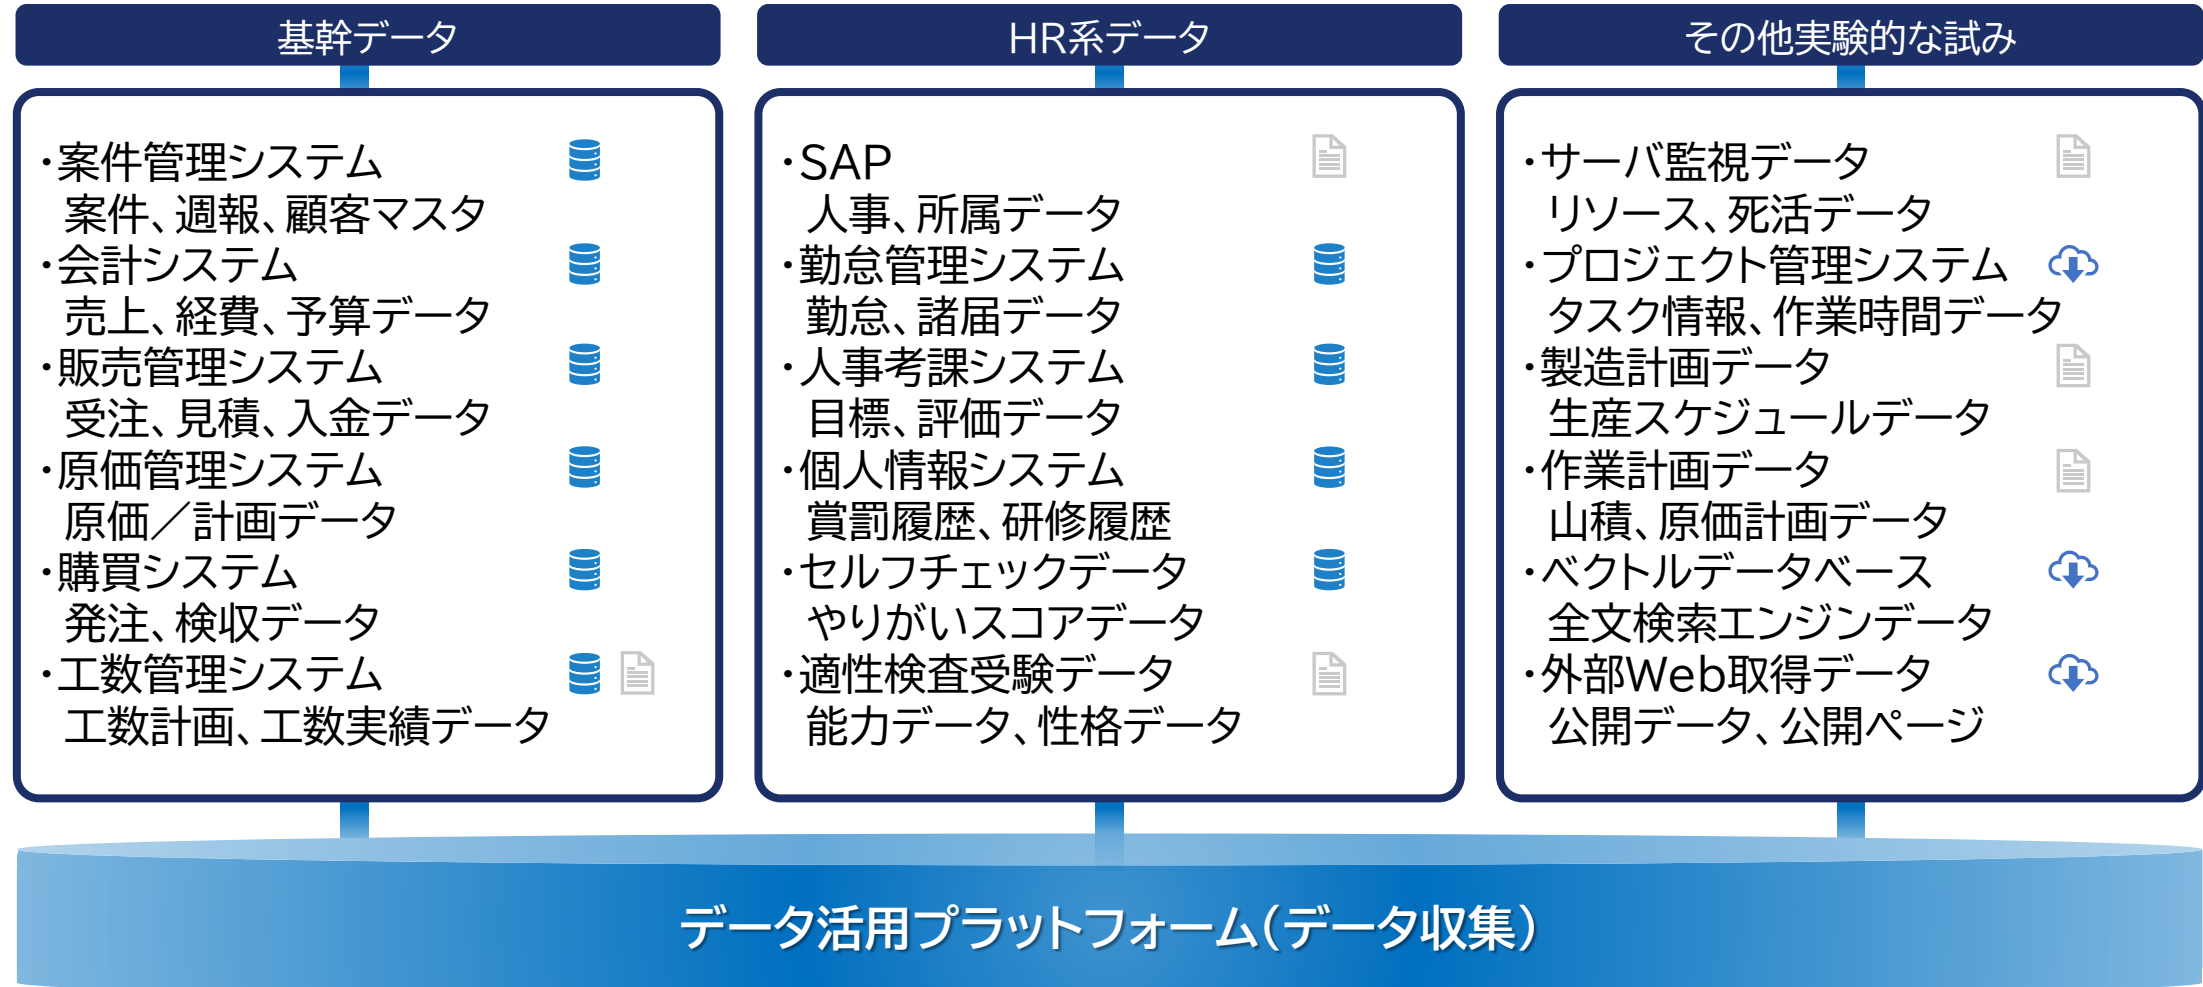 基幹データ
・案件管理システム
案件、週報、顧客マスタ
・会計システム
売上、経費、予算データ
・販売管理システム
受注、見積、入金データ
・原価管理システム
原価／計画データ
・購買システム
発注、検収データ
・工数管理システム
工数計画、工数実績データ
HR系データ
・SAP
人事、所属データ
・勤怠管理システム
勤怠、諸届データ
・人事考課システム
目標、評価データ
・個人情報システム
賞罰履歴、研修履歴
・セルフチェックデータ
やりがいスコアデータ
・適性検査受験データ
能力データ、性格データ
その他実験的な試み
・サーバ監視データ
リソース、死活データ
・プロジェクト管理システム
タスク情報、作業時間データ
・製造計画データ
生産スケジュールデータ
・作業計画データ
山積、原価計画データ
・ベクトルデータベース
全文検索エンジンデータ
・外部Web取得データ
公開データ、公開ページ
データ活用プラットフォーム（データ収集）